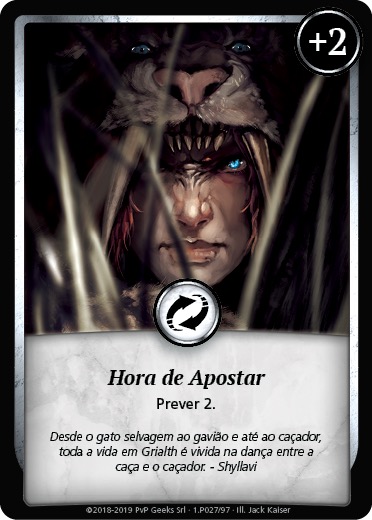 +2
Hora de Apostar
Prever 2.
Desde o gato selvagem ao gavião e até ao caçador,
toda a vida em Grialth é vivida na dança entre a
caça e o caçador. - Shyllavi
©2018-2019 PvP Geeks Srl · 1.P027/97 · Ill. Jack Kaiser